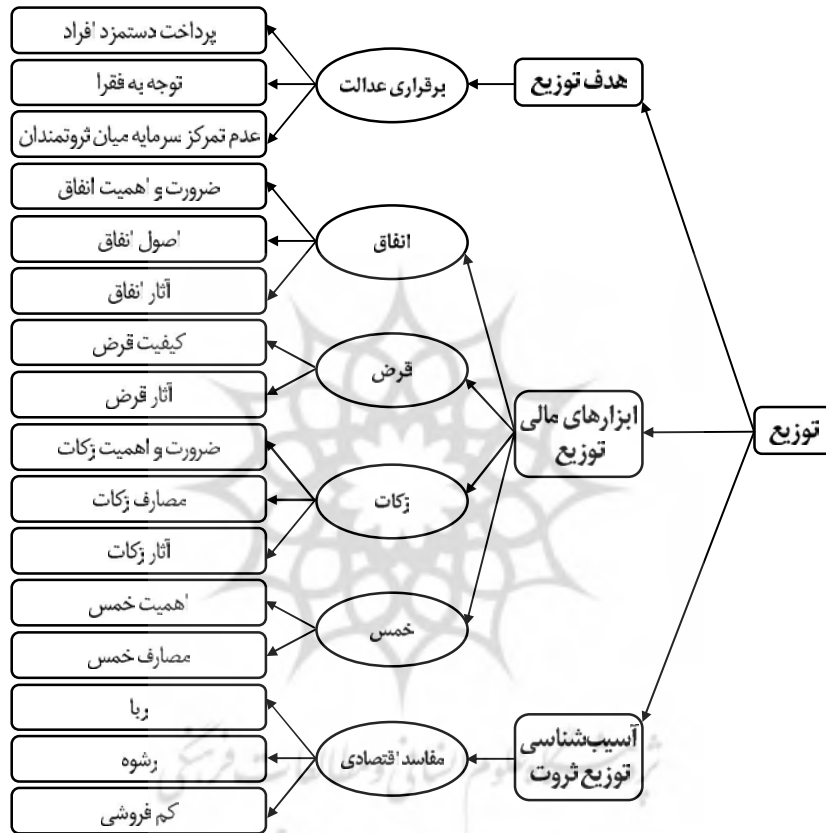 توزیع
هدف توزیع
برقراری عدالت
پرداخت دستمزد افراد
توجه به فقرا
عدم تمرکز سرمایه میان ثروتمندان
ابزارهای مالی
توزیع
انفاق
ضرورت و اهمیت انفاق
اصول انفاق
آثار انفاق
قرض
کیفیت قرض
آثار قرض
زکات
ضرورت و اهمیت زکات
مصارف زکات
آثار زکات
خمس
اهمیت خمس
مصارف خمس
آسیب‌شناسی
توزیع ثروت
مفاسد اقتصادی
ربا
رشوه
کم فروشی